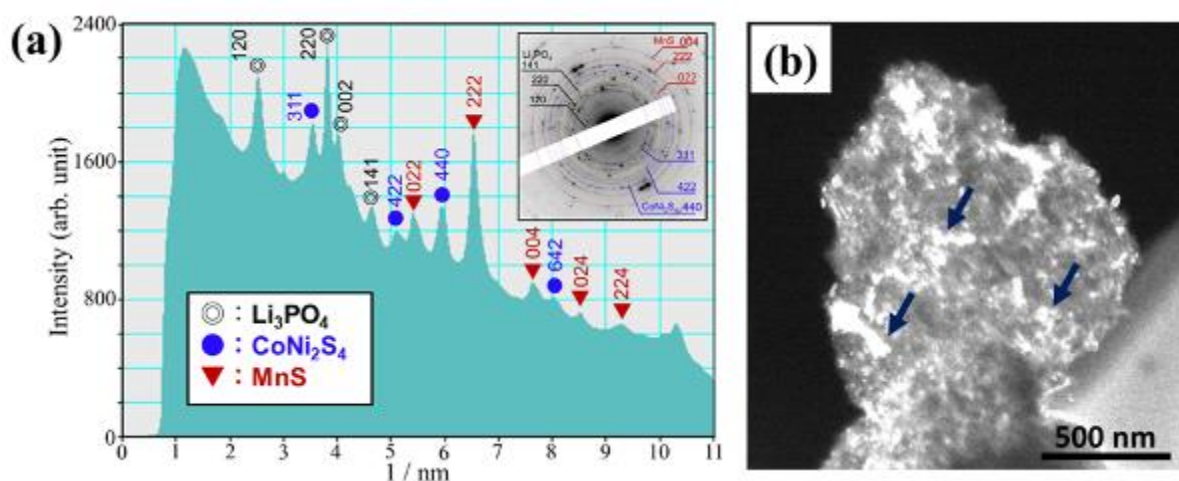 (a)
2400
1600
800
0
Intensity (arb. unit)
0 1 2 3 4 5 6 7 8 9 10 11
1 / nm
120
311
220
002
141
422
022
440
222
004
642
024
224
◎ : Li₃PO₄
● : CoNi₂S₄
▼ : MnS
MnS 004
222
022
Li₃PO₄
141
120
331
422
CoNi₂S₄ 440
(b)
500 nm